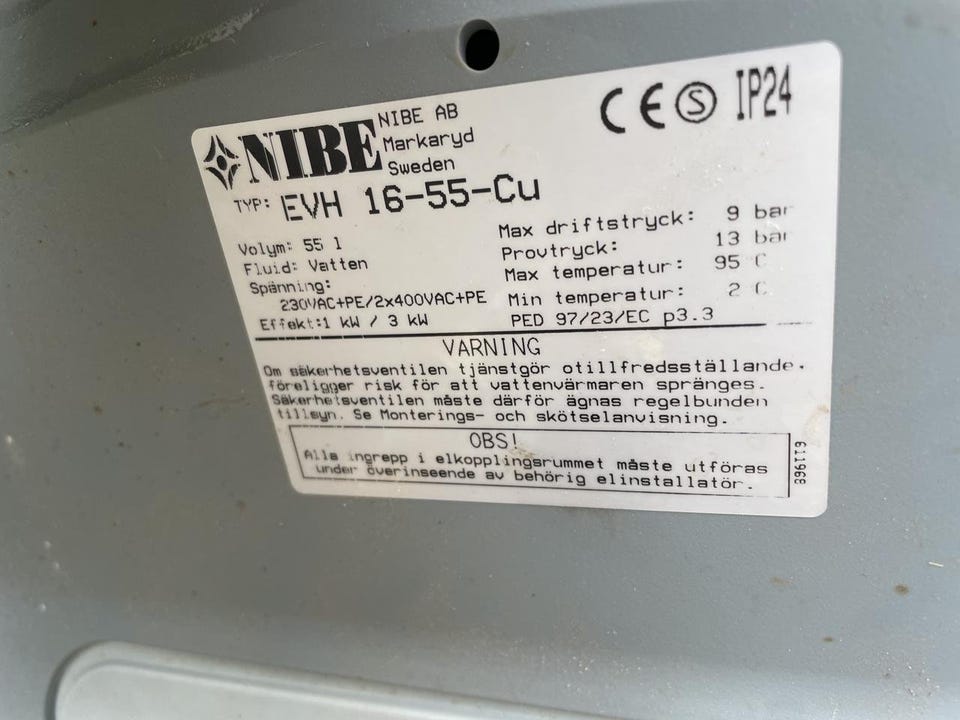 NIBE
NIBE AB
Markaryd
Sweden
CE S IP24
TYP: EVH 16-55-Cu
Volym: 55 l
Fluid: Vatten
Spänning:
230VAC+PE/2x400VAC+PE
Effekt:1 kW / 3 kW
Max driftstryck: 9 bar
Provtryck: 13 bar
Max temperatur: 95 C
Min temperatur: 2 C
PED 97/23/EC p3.3
VARNING
Om säkerhetsventilen tjänstgör otillfredsställande,
föreligger risk för att vattenvärmaren spränges.
Säkerhetsventilen måste därför ägnas regelbunden
tillsyn. Se Monterings- och skötselanvisning.
OBS!
Alla ingrepp i elkopplingsrummet måste utföras
under överinseende av behörig elinstallatör.
611968